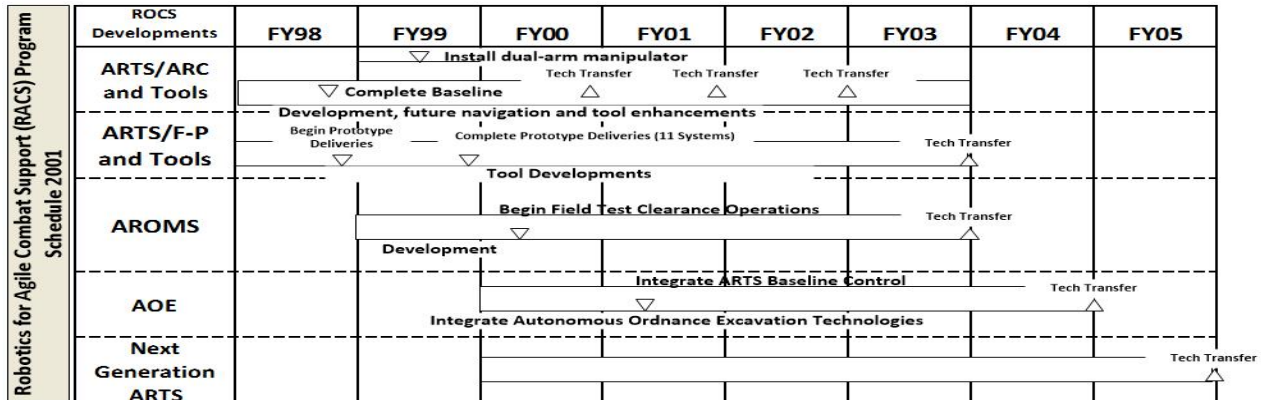 Robotics for Agile Combat Support (RACS) Program
Schedule 2001
ROCS
Developments
FY98
FY99
FY00
FY01
FY02
FY03
FY04
FY05
ARTS/ARC
and Tools
Install dual-arm manipulator
Tech Transfer
Tech Transfer
Tech Transfer
Complete Baseline
Development, future navigation and tool enhancements
ARTS/F-P
and Tools
Begin Prototype
Deliveries
Complete Prototype Deliveries (11 Systems)
Tech Transfer
Tool Developments
AROMS
Begin Field Test Clearance Operations
Tech Transfer
Development
AOE
Integrate ARTS Baseline Control
Tech Transfer
Integrate Autonomous Ordnance Excavation Technologies
Next
Generation
ARTS
Tech Transfer